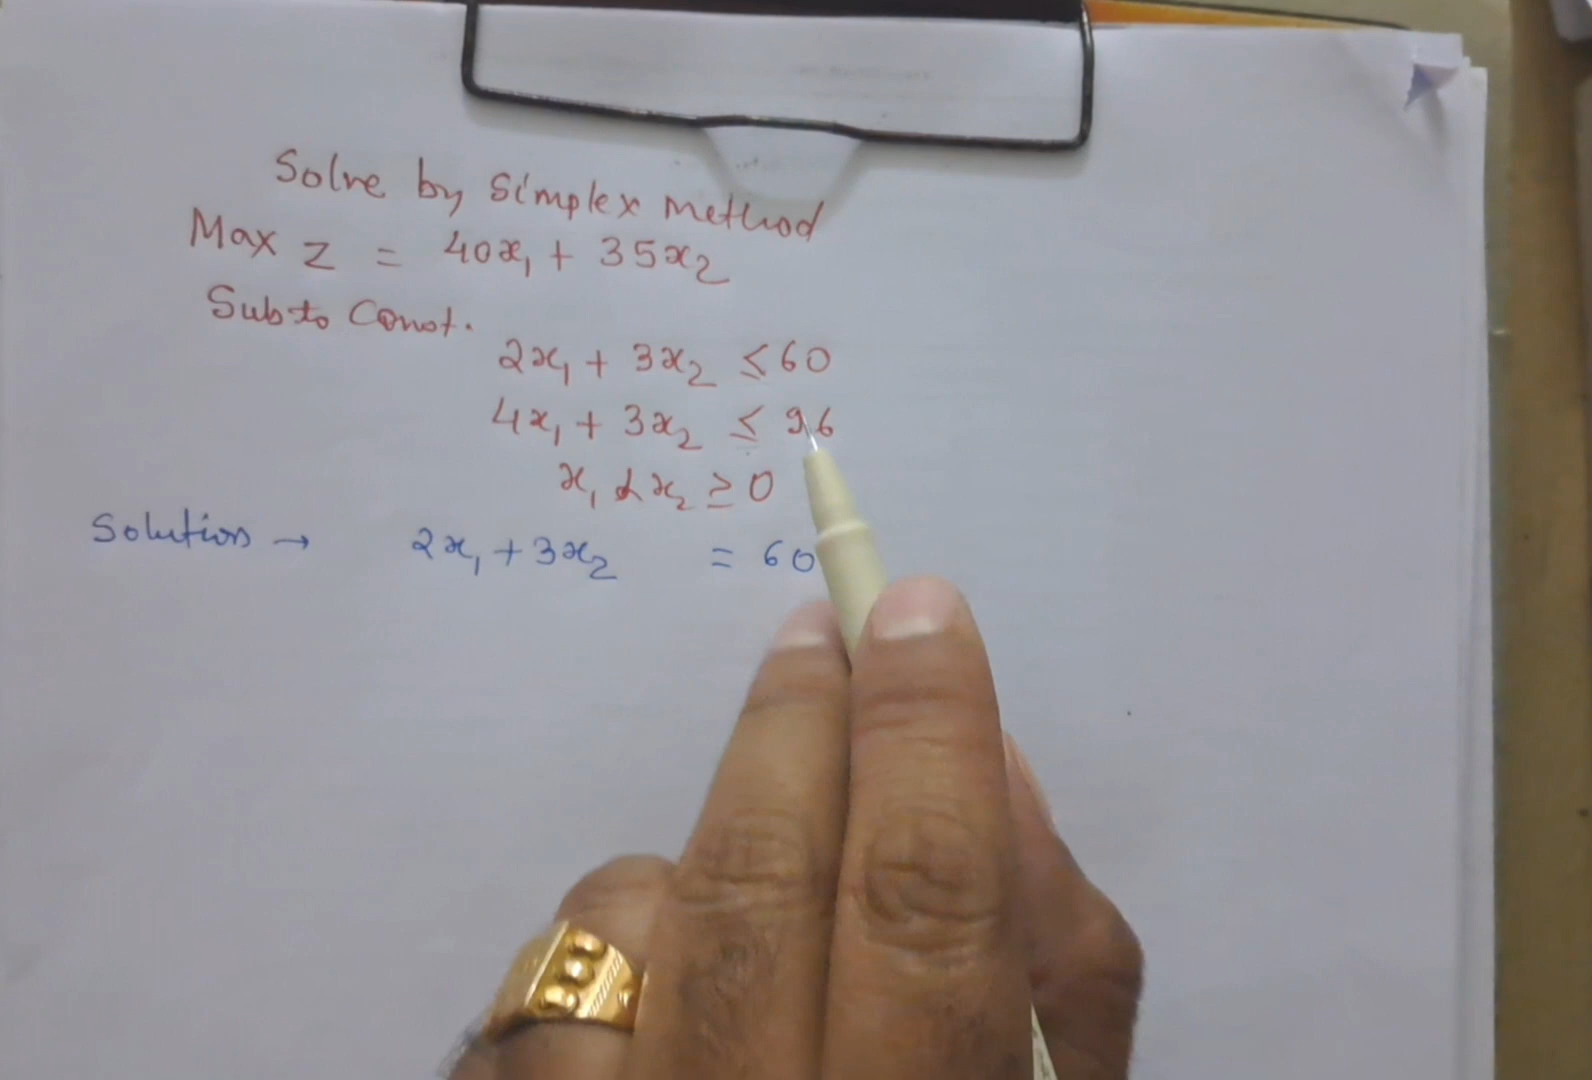 Solve by Simplex method
Max Z = 40x₁ + 35x₂
Sub to Const.
2x₁ + 3x₂ ≤ 60
4x₁ + 3x₂ ≤ 96
x₁ & x₂ ≥ 0
Solution → 2x₁ + 3x₂ = 60